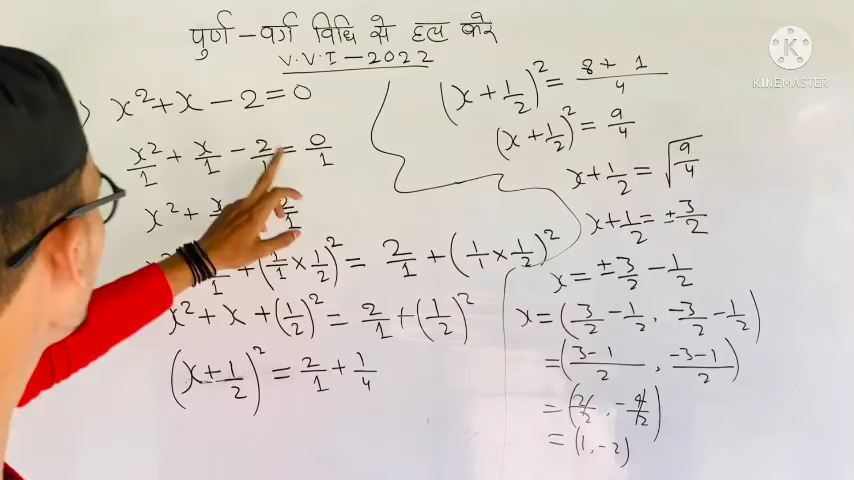 पुर्ण-वर्ग विधि से हल करे
V.V.I-2022
x²+x-2=0
x²/1 + x/1 - 2/1 = 0/1
x² + x = 2/1
+ (1/1 × 1/2)² = 2/1 + (1/1 × 1/2)²
x² + x + (1/2)² = 2/1 + (1/2)²
(x+1/2)² = 2/1 + 1/4
(x + 1/2)² = 8+1/4
(x+1/2)² = 9/4
x+1/2 = √9/4
x+1/2 = ±3/2
x = ±3/2 - 1/2
x = (3/2 - 1/2, -3/2 - 1/2)
= (3-1/2, -3-1/2)
= (2/2, -4/2)
= (1, -2)
KINEMASTER